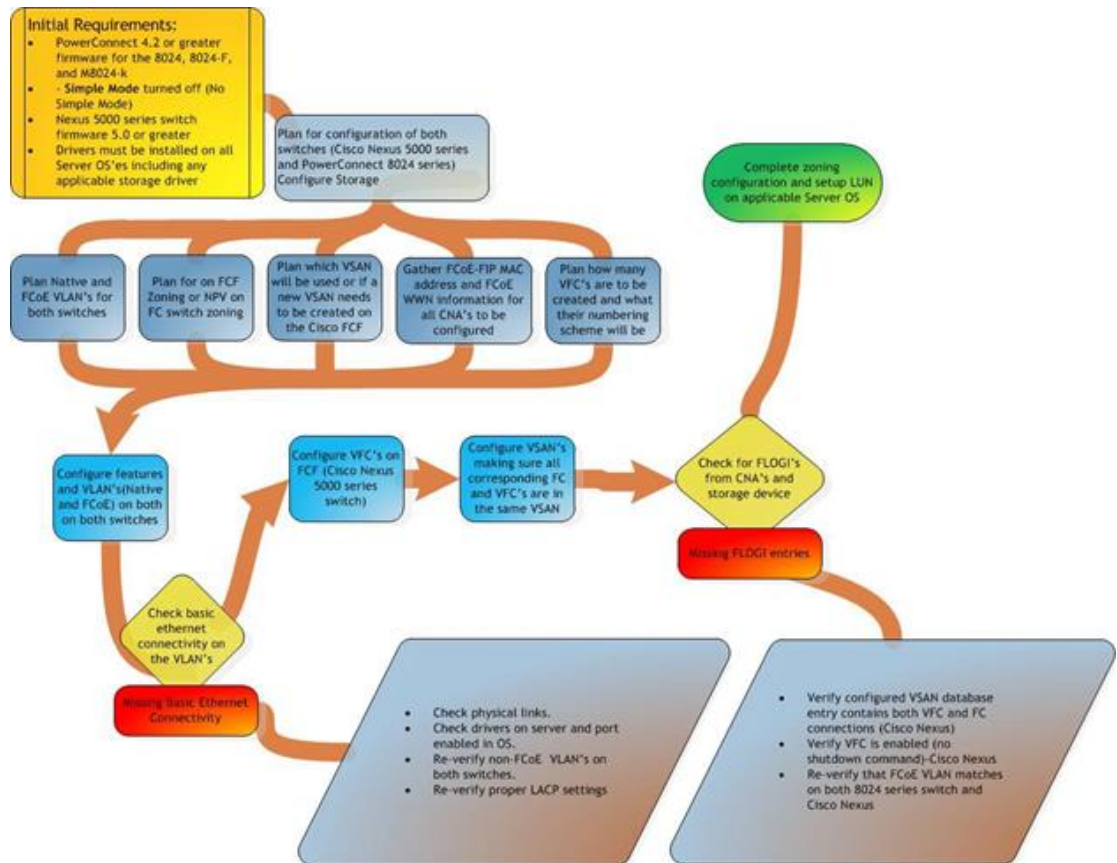 Initial Requirements:
• PowerConnect 4.2 or greater
firmware for the 8024, 8024-F,
and M8024-k
• - Simple Mode turned off (No
Simple Mode)
• Nexus 5000 series switch
firmware 5.0 or greater
• Drivers must be installed on all
Server OS'es including any
applicable storage driver
Plan for configuration of both
switches (Cisco Nexus 5000 series
and PowerConnect 8024 series)
Configure Storage
Complete zoning
configuration and setup LUN
on applicable Server OS
Plan Native and
FCoE VLAN's for
both switches
Plan for on FCF
Zoning or NPV on
FC switch zoning
Plan which VSAN
will be used or if a
new VSAN needs
to be created on
the Cisco FCF
Gather FCoE-FIP MAC
address and FCoE
WWN information for
all CNA's to be
configured
Plan how many
VFC's are to be
created and what
their numbering
scheme will be
Configure features
and VLAN's(Native
and FCoE) on both
on both switches
Configure VFC's on
FCF (Cisco Nexus
5000 series
switch)
Configure VSAN's
making sure all
corresponding FC
and VFC's are in
the same VSAN
Check for FLOGI's
from CNA's and
storage device
Missing FLOGI entries
Check basic
ethernet
connectivity on
the VLAN's
Missing Basic Ethernet
Connectivity
• Check physical links.
• Check drivers on server and port
enabled in OS.
• Re-verify non-FCoE VLAN's on
both switches.
• Re-verify proper LACP settings
• Verify configured VSAN database
entry contains both VFC and FC
connections (Cisco Nexus)
• Verify VFC is enabled (no
shutdown command)-Cisco Nexus
• Re-verify that FCoE VLAN matches
on both 8024 series switch and
Cisco Nexus